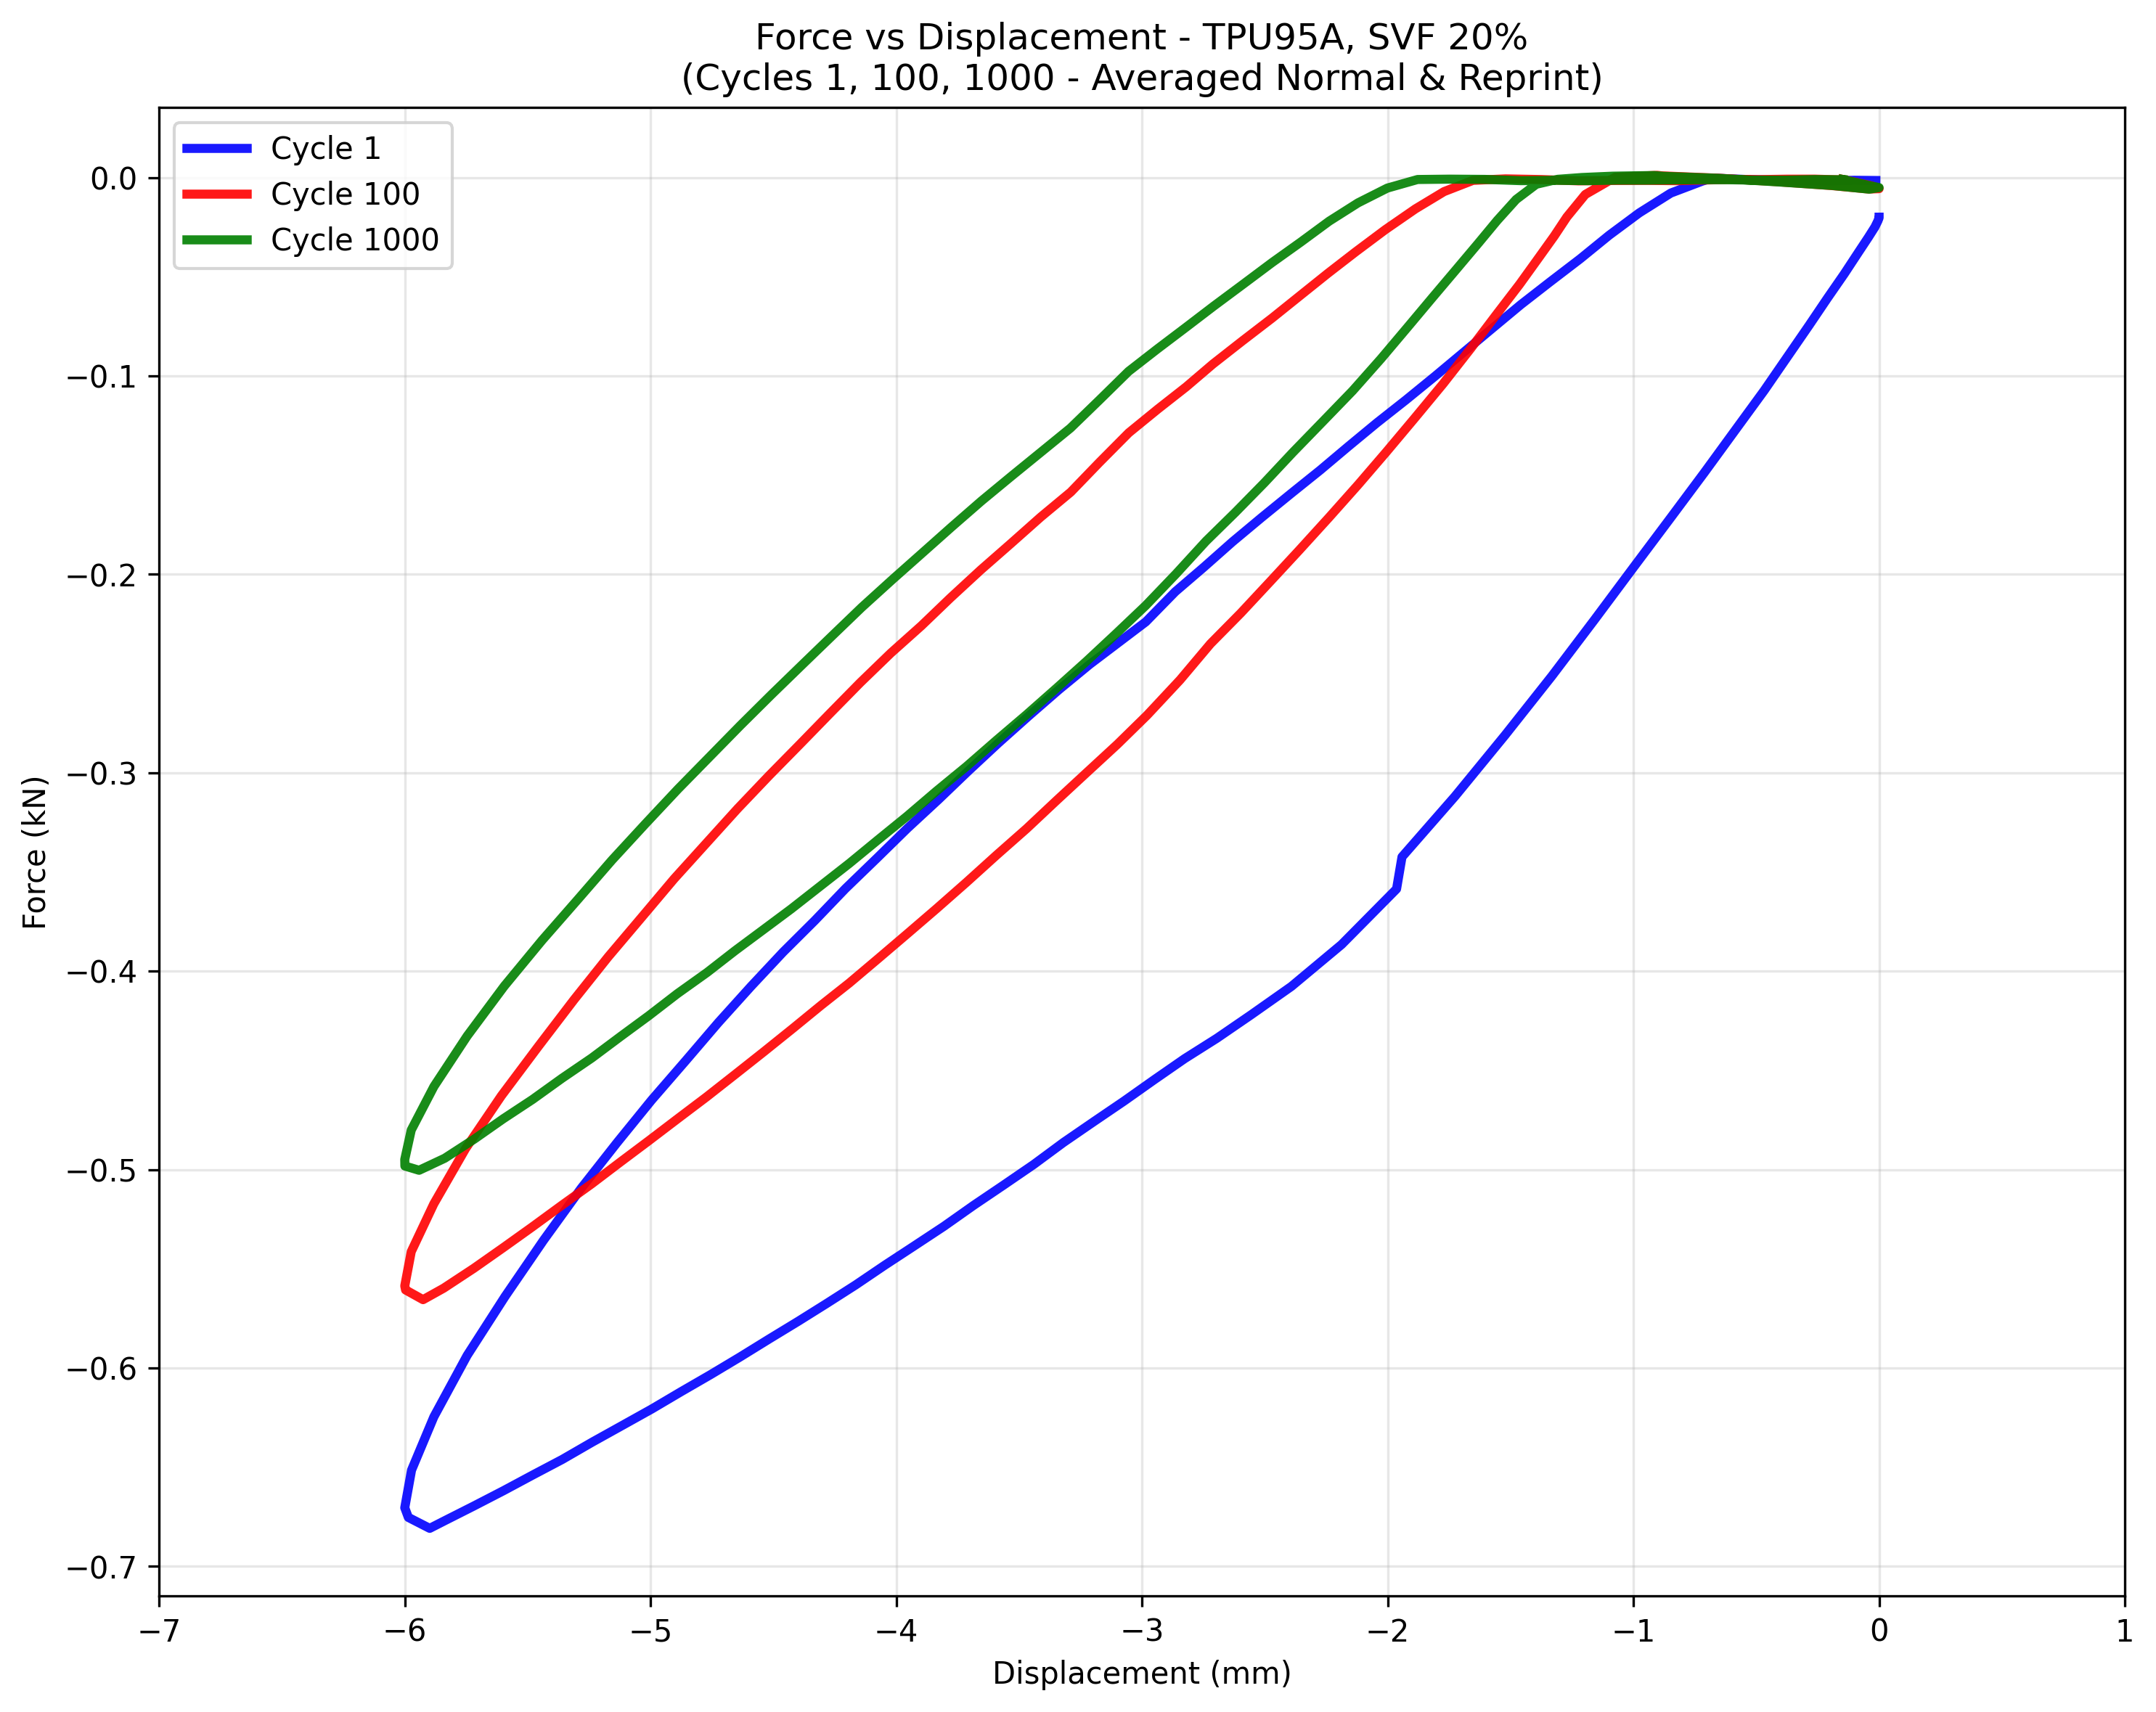 Force vs Displacement - TPU95A, SVF 20%
(Cycles 1, 100, 1000 - Averaged Normal & Reprint)
Cycle 1
Cycle 100
Cycle 1000
Force (kN)
0.0
−0.1
−0.2
−0.3
−0.4
−0.5
−0.6
−0.7
−7
−6
−5
−4
−3
−2
−1
0
1
Displacement (mm)